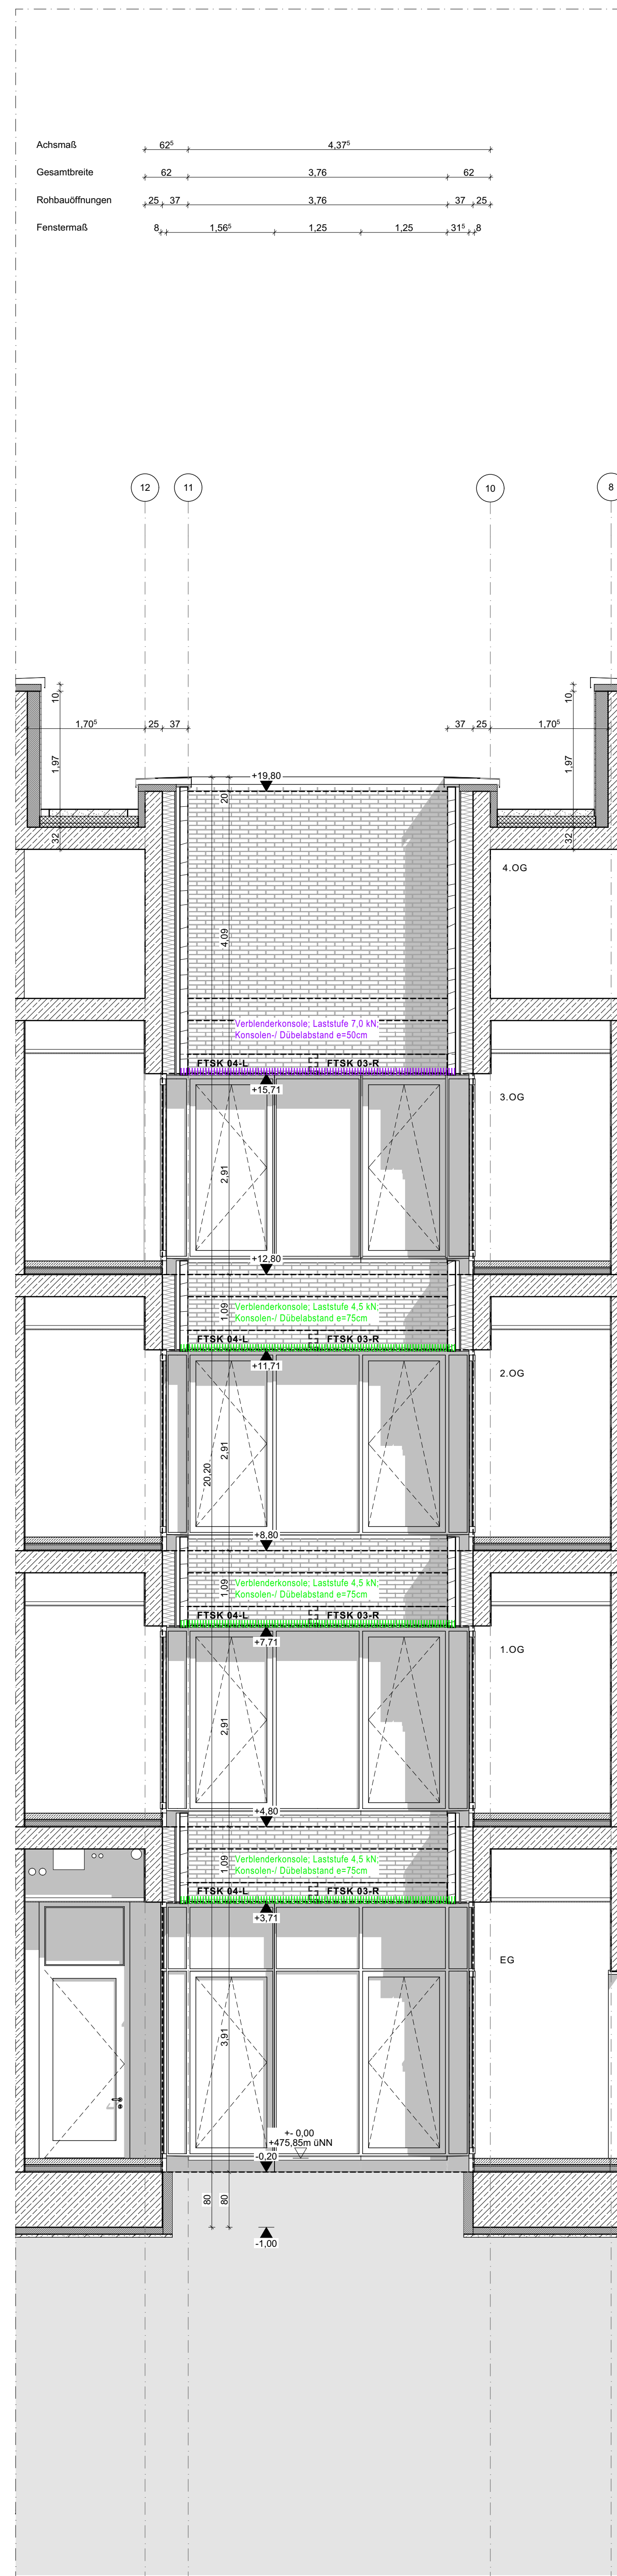 Achsmaß 62⁵ 4,37⁵
Gesamtbreite 62 3,76 62
Rohbauöffnungen 25 37 3,76 37 25
Fenstermaß 8 1,56⁵ 1,25 1,25 31⁵ 8
12 11 10 8
10 10
1,70⁵ 25 37 37 25 1,70⁵
1,97 1,97
+19,80
20
32 32
4.OG
4,09
Verblenderkonsole; Laststufe 7,0 kN;
Konsolen-/ Dübelabstand e=50cm
FTSK 04-L FTSK 03-R
+15,71
3.OG
2,91
+12,80
1,09
Verblenderkonsole; Laststufe 4,5 kN;
Konsolen-/ Dübelabstand e=75cm
FTSK 04-L FTSK 03-R
+11,71
2.OG
2,91
20,20
+8,80
1,09
Verblenderkonsole; Laststufe 4,5 kN;
Konsolen-/ Dübelabstand e=75cm
FTSK 04-L FTSK 03-R
+7,71
1.OG
2,91
+4,80
1,09
Verblenderkonsole; Laststufe 4,5 kN;
Konsolen-/ Dübelabstand e=75cm
FTSK 04-L FTSK 03-R
+3,71
EG
3,91
+- 0,00
+475,85m üNN
-0,20
80 80
-1,00